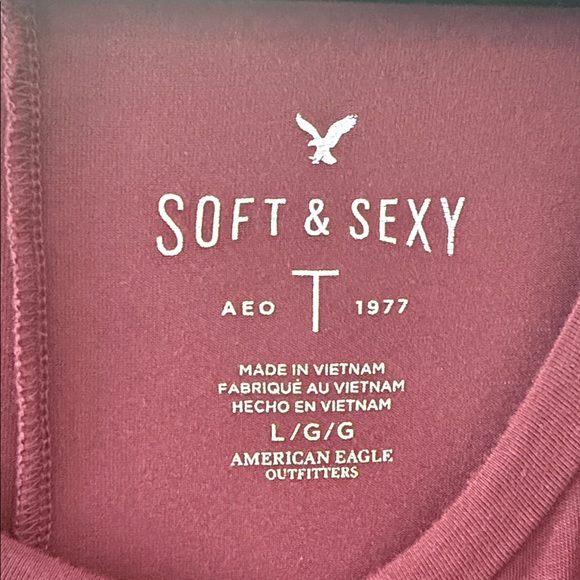 SOFT & SEXY
AEO T 1977
MADE IN VIETNAM
FABRIQUÉ AU VIETNAM
HECHO EN VIETNAM
L/G/G
AMERICAN EAGLE
OUTFITTERS